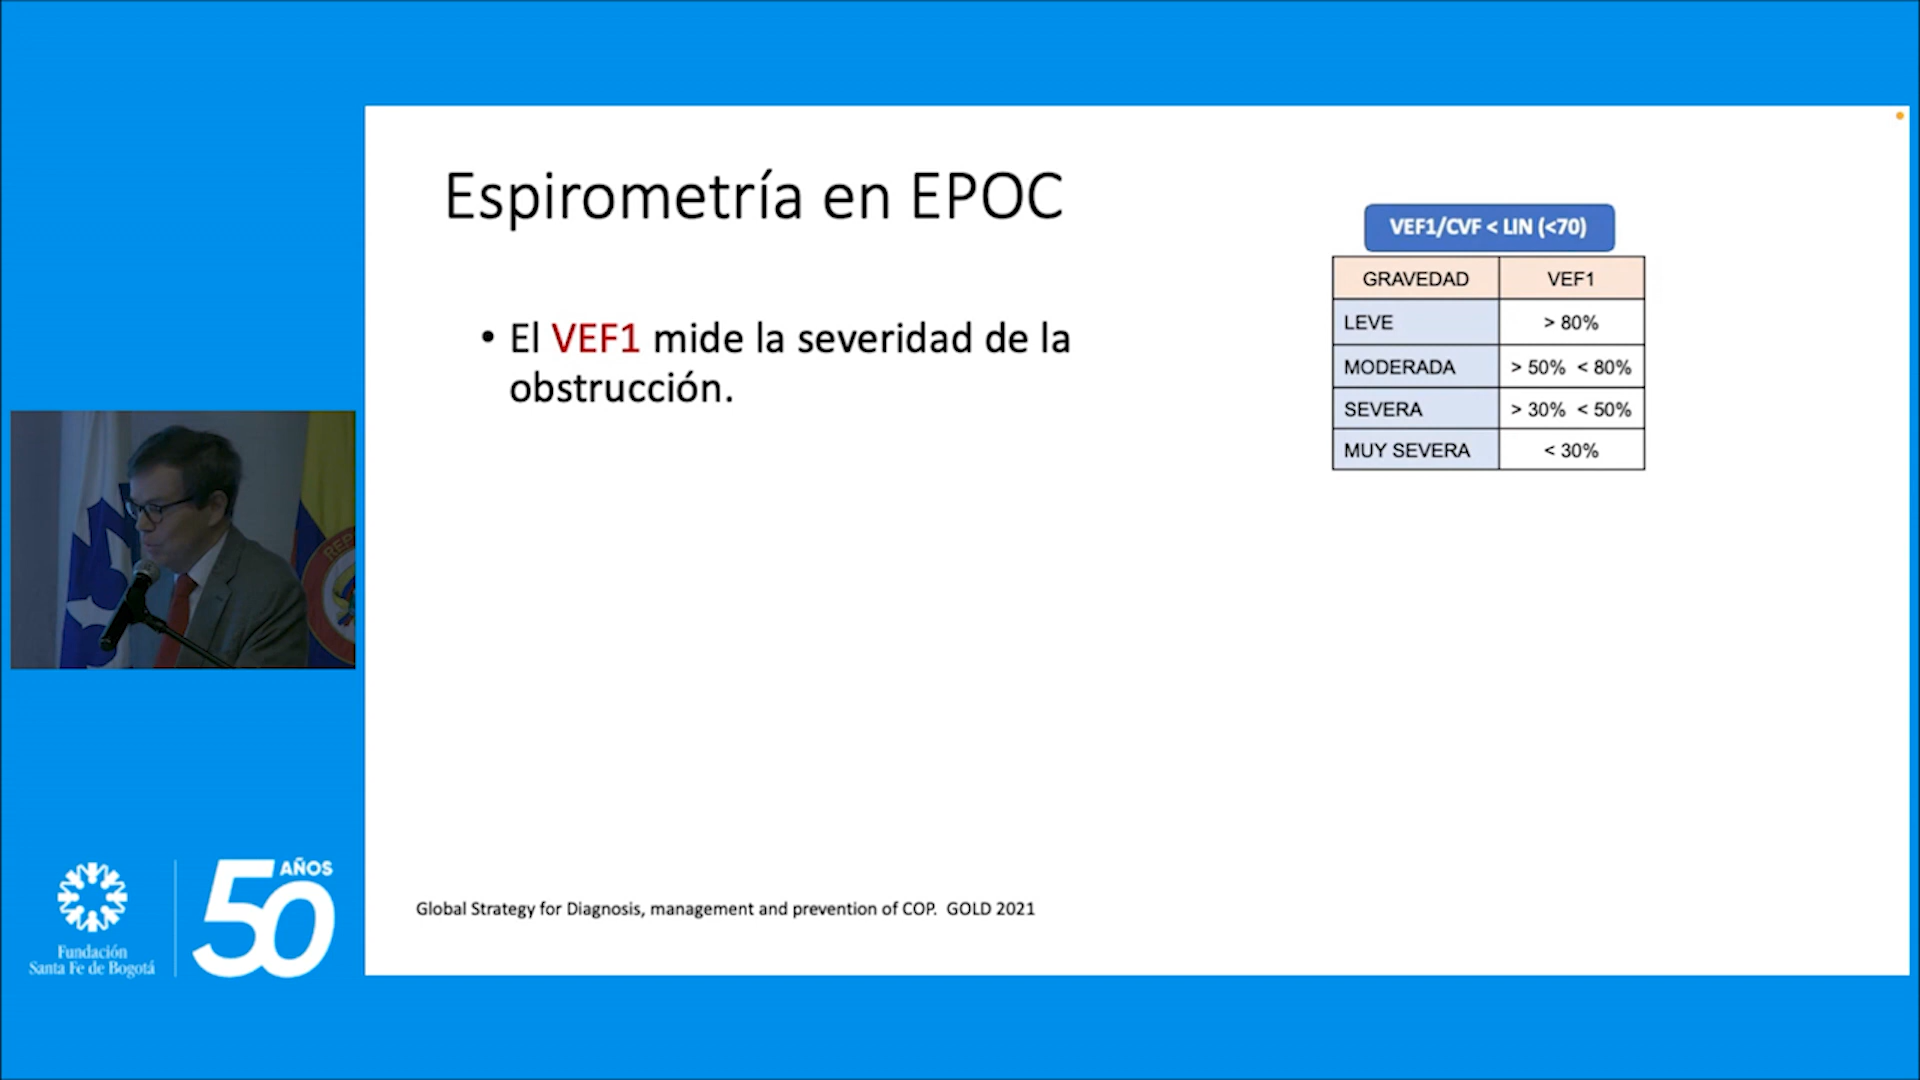 Espirometría en EPOC
• El VEF1 mide la severidad de la
obstrucción.
VEF1/CVF < LIN (<70)
GRAVEDAD VEF1
LEVE > 80%
MODERADA > 50% < 80%
SEVERA > 30% < 50%
MUY SEVERA < 30%
REP
Global Strategy for Diagnosis, management and prevention of COP. GOLD 2021
Fundación
Santa Fe de Bogotá
50 AÑOS